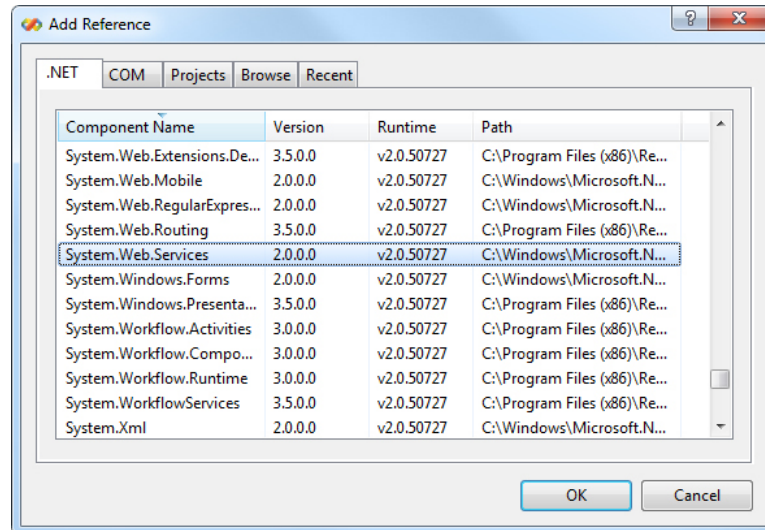 Add Reference
.NET COM Projects Browse Recent
Component Name Version Runtime Path
System.Web.Extensions.De... 3.5.0.0 v2.0.50727 C:\Program Files (x86)\Re...
System.Web.Mobile 2.0.0.0 v2.0.50727 C:\Windows\Microsoft.N...
System.Web.RegularExpres... 2.0.0.0 v2.0.50727 C:\Windows\Microsoft.N...
System.Web.Routing 3.5.0.0 v2.0.50727 C:\Program Files (x86)\Re...
System.Web.Services 2.0.0.0 v2.0.50727 C:\Windows\Microsoft.N...
System.Windows.Forms 2.0.0.0 v2.0.50727 C:\Windows\Microsoft.N...
System.Windows.Presenta... 3.5.0.0 v2.0.50727 C:\Program Files (x86)\Re...
System.Workflow.Activities 3.0.0.0 v2.0.50727 C:\Program Files (x86)\Re...
System.Workflow.Compo... 3.0.0.0 v2.0.50727 C:\Program Files (x86)\Re...
System.Workflow.Runtime 3.0.0.0 v2.0.50727 C:\Program Files (x86)\Re...
System.WorkflowServices 3.5.0.0 v2.0.50727 C:\Program Files (x86)\Re...
System.Xml 2.0.0.0 v2.0.50727 C:\Windows\Microsoft.N...
OK Cancel